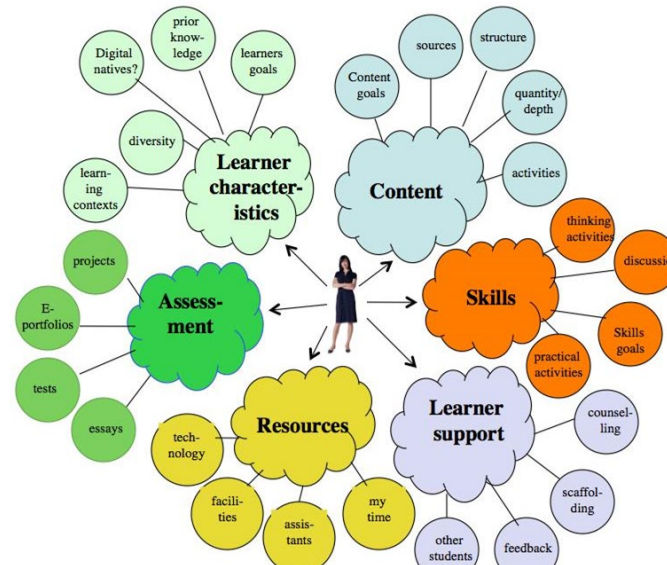 learn-
ing contexts
diversity
Digital
natives?
prior
know-
ledge
learners
goals
Learner
character-
istics
Content
goals
sources
structure
quantity/
depth
activities
Content
thinking
activities
Skills
goals
practical
activities
Skills
counsel-
ling
scaffol-
ding
feedback
other
students
Learner
support
my
time
assis-
tants
facili-
ties
tech-
nology
Resources
essays
tests
E-
portfolios
projects
Assess-
ment